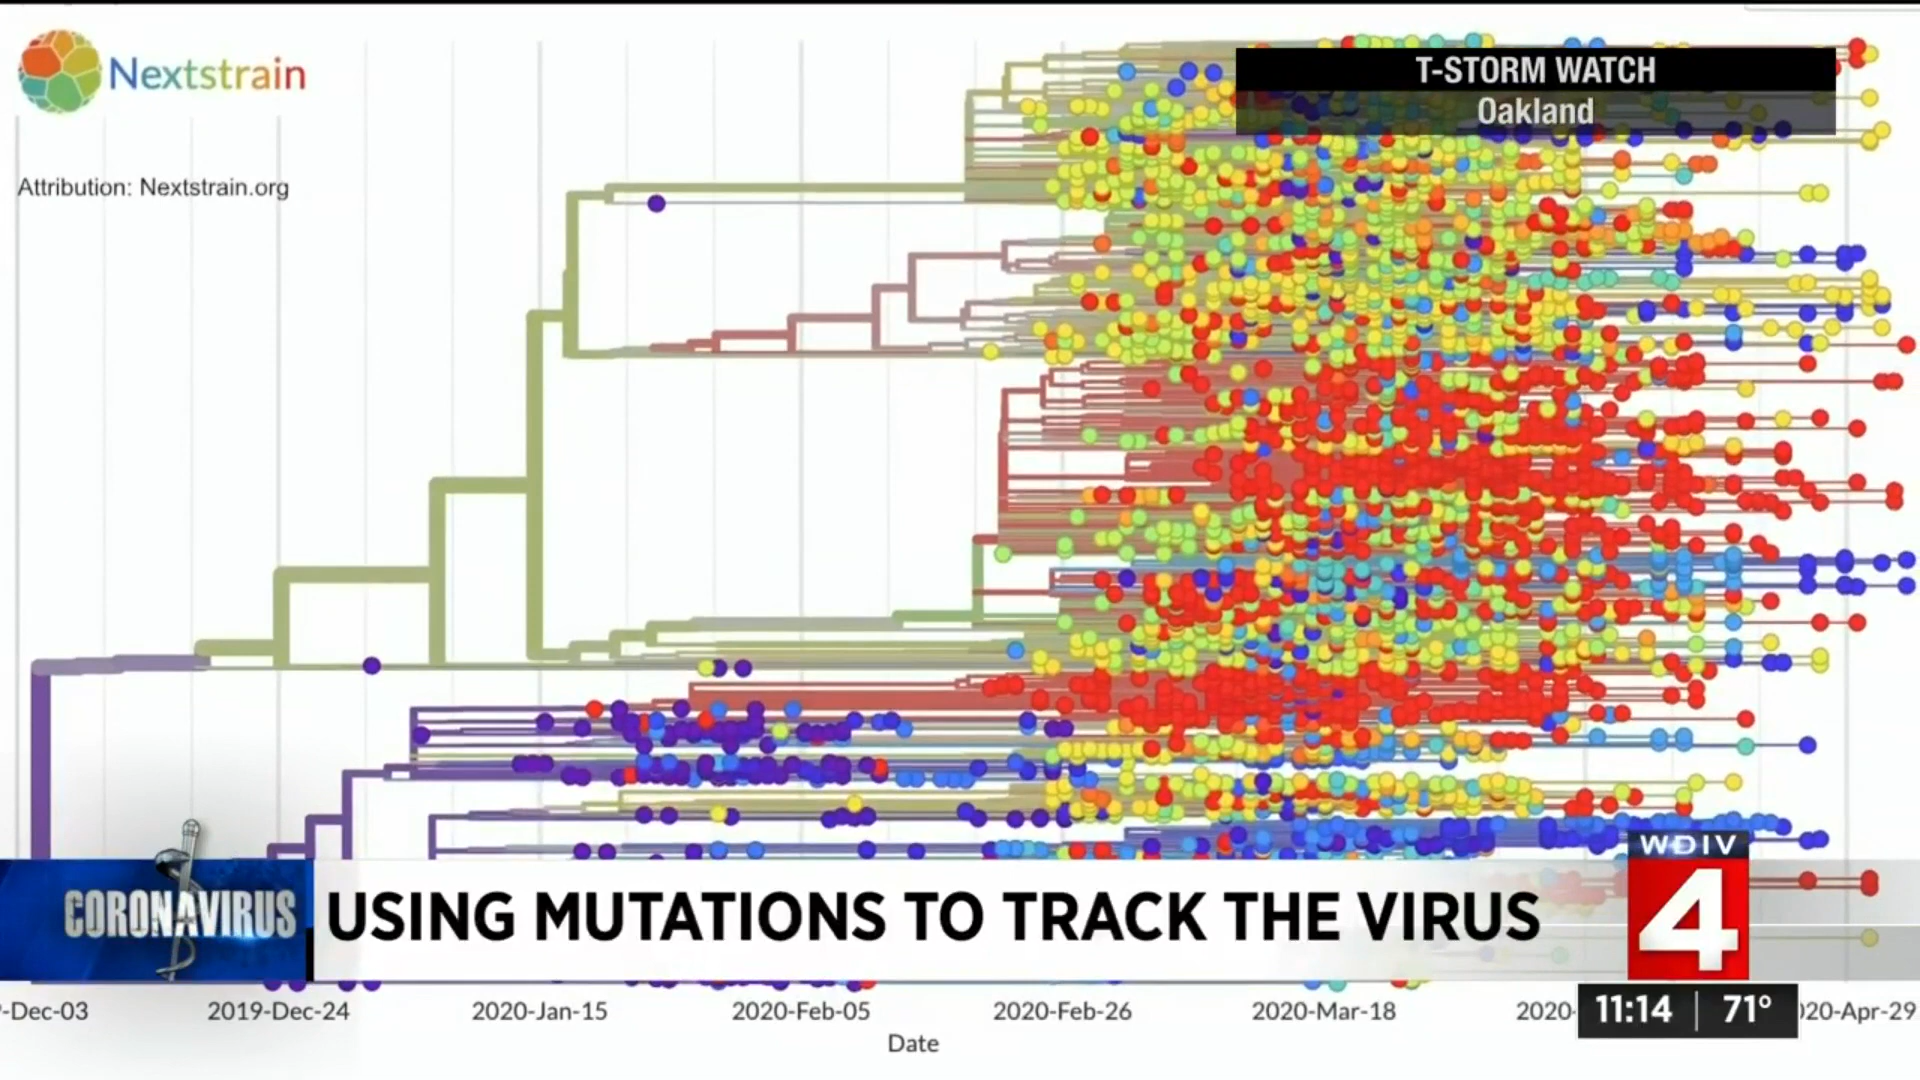 Nextstrain
T-STORM WATCH
Oakland
Attribution: Nextstrain.org
CORONAVIRUS
USING MUTATIONS TO TRACK THE VIRUS
WDIV
4
-Dec-03
2019-Dec-24
2020-Jan-15
2020-Feb-05
2020-Feb-26
2020-Mar-18
2020-
11:14
71°
20-Apr-29
Date